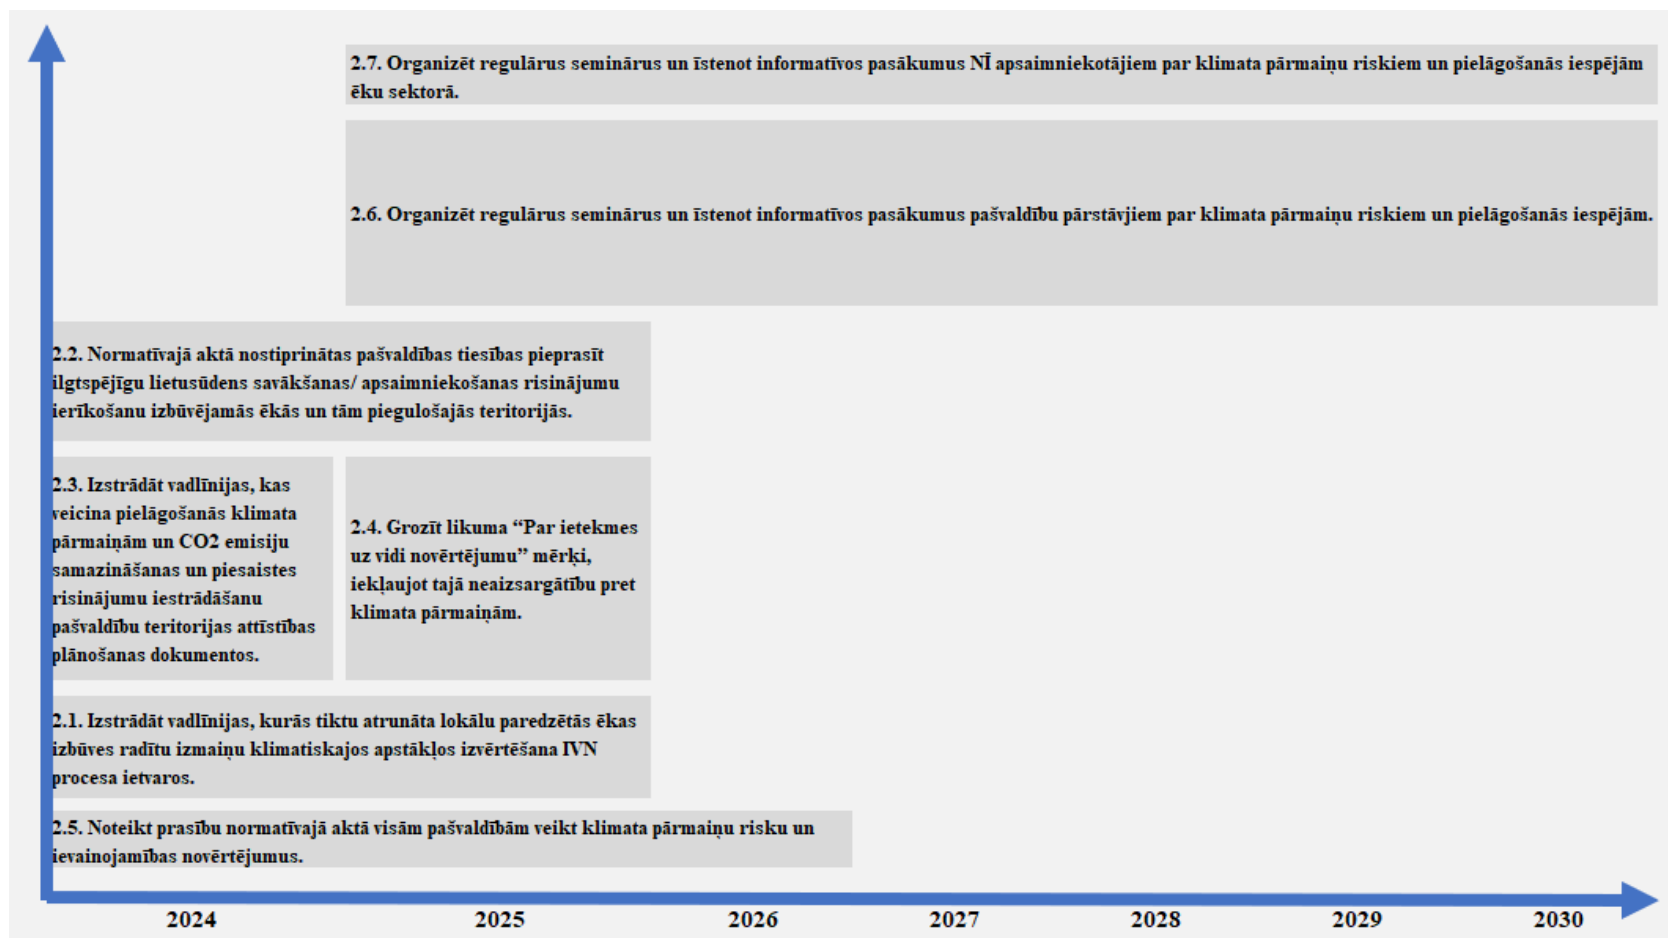 2.7. Organizēt regulārus seminārus un īstenot informatīvos pasākumus NĪ apsaimniekotājiem par klimata pārmaiņu riskiem un pielāgošanās iespējām
ēku sektorā.
2.6. Organizēt regulārus seminārus un īstenot informatīvos pasākumus pašvaldību pārstāvjiem par klimata pārmaiņu riskiem un pielāgošanās iespējām.
2.2. Normatīvajā aktā nostiprinātas pašvaldības tiesības pieprasīt
ilgtspējīgu lietusūdens savākšanas/ apsaimniekošanas risinājumu
ierīkošanu izbūvējamās ēkās un tām piegulošajās teritorijās.
2.3. Izstrādāt vadlīnijas, kas
veicina pielāgošanās klimata
pārmaiņām un CO2 emisiju
samazināšanas un piesaistes
risinājumu iestrādāšanu
pašvaldību teritorijas attīstības
plānošanas dokumentos.
2.4. Grozīt likuma “Par ietekmes
uz vidi novērtējumu” mērķi,
iekļaujot tajā neaizsargātību pret
klimata pārmaiņām.
2.1. Izstrādāt vadlīnijas, kurās tiktu atrunāta lokālu paredzētās ēkas
izbūves radītu izmaiņu klimatiskajos apstākļos izvērtēšana IVN
procesa ietvaros.
2.5. Noteikt prasību normatīvajā aktā visām pašvaldībām veikt klimata pārmaiņu risku un
ievainojamības novērtējumus.
2024 2025 2026 2027 2028 2029 2030